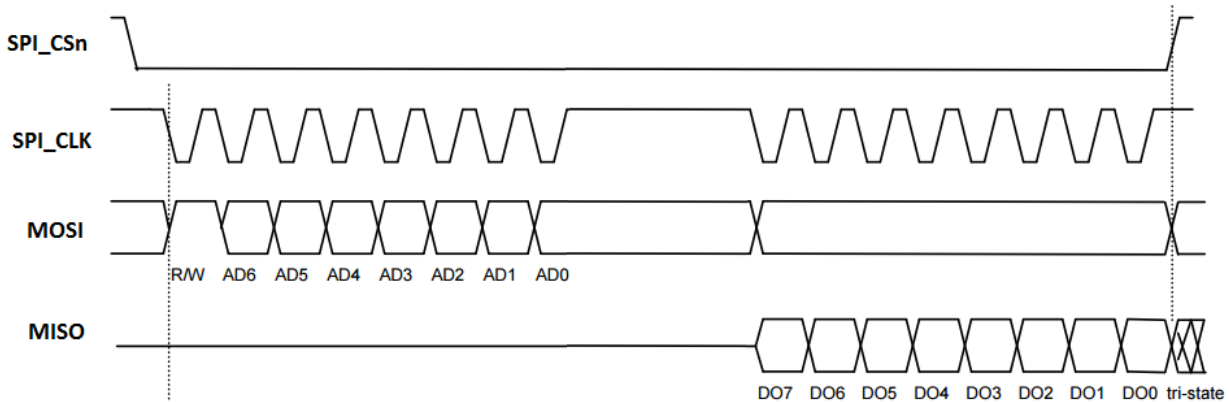 SPI_CSn
SPI_CLK
MOSI
R/W AD6 AD5 AD4 AD3 AD2 AD1 AD0
MISO
DO7 DO6 DO5 DO4 DO3 DO2 DO1 DO0 tri-state